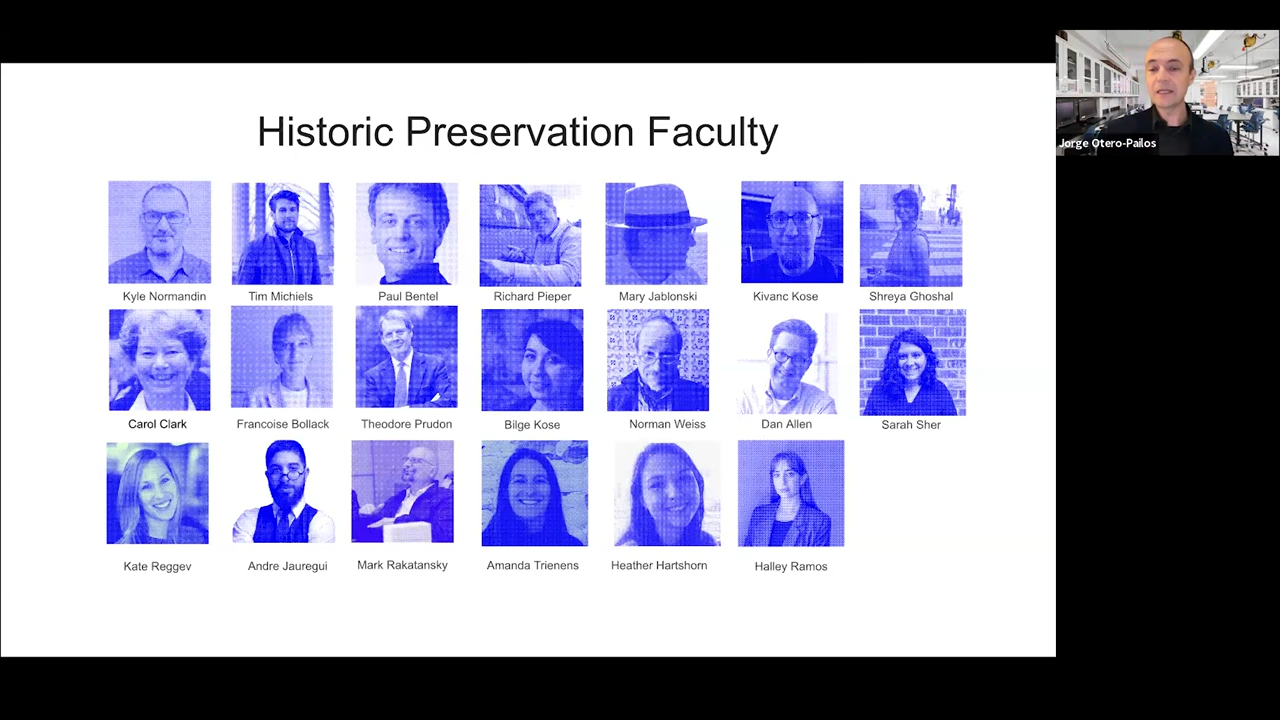 Historic Preservation Faculty
Jorge Otero-Pailos
Kyle Normandin
Tim Michiels
Paul Bentel
Richard Pieper
Mary Jablonski
Kivanc Kose
Shreya Ghoshal
Carol Clark
Francoise Bollack
Theodore Prudon
Bilge Kose
Norman Weiss
Dan Allen
Sarah Sher
Kate Reggev
Andre Jauregui
Mark Rakatansky
Amanda Trienens
Heather Hartshorn
Halley Ramos